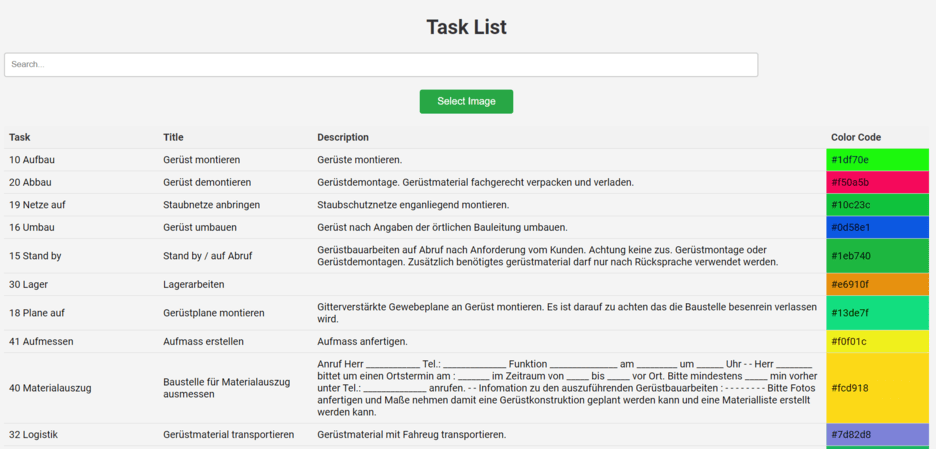 Task List
Search...
Select Image
Task Title Description Color Code
10 Aufbau Gerüst montieren Gerüste montieren. #1df70e
20 Abbau Gerüst demontieren Gerüstdemontage. Gerüstmaterial fachgerecht verpacken und verladen. #f50a5b
19 Netze auf Staubnetze anbringen Staubschutznetze enganliegend montieren. #10c23c
16 Umbau Gerüst umbauen Gerüst nach Angaben der örtlichen Bauleitung umbauen. #0d58e1
15 Stand by Stand by / auf Abruf Gerüstbauarbeiten auf Abruf nach Anforderung vom Kunden. Achtung keine zus. Gerüstmontage oder
Gerüstdemontagen. Zusätzlich benötigtes gerüstmaterial darf nur nach Rücksprache verwendet werden. #1eb740
30 Lager Lagerarbeiten #e6910f
18 Plane auf Gerüstplane montieren Gitterverstärkte Gewebeplane an Gerüst montieren. Es ist darauf zu achten das die Baustelle besenrein verlassen
wird. #13de7f
41 Aufmessen Aufmass erstellen Aufmass anfertigen. #f0f01c
40 Materialauszug Baustelle für Materialauszug
ausmessen
Anruf Herr ____________ Tel.: ______________ Funktion _______________ am ________ um ______ Uhr - - Herr ________
bittet um einen Ortstermin am : _______ im Zeitraum von _____ bis _____ vor Ort. Bitte mindestens _____ min vorher
unter Tel.: ______________ anrufen. - - Infomation zu den auszuführenden Gerüstbauarbeiten : - - - - - - - - Bitte Fotos
anfertigen und Maße nehmen damit eine Gerüstkonstruktion geplant werden kann und eine Materialliste erstellt
werden kann.
#fcd918
32 Logistik Gerüstmaterial transportieren Gerüstmaterial mit Fahreug transportieren. #7d82d8